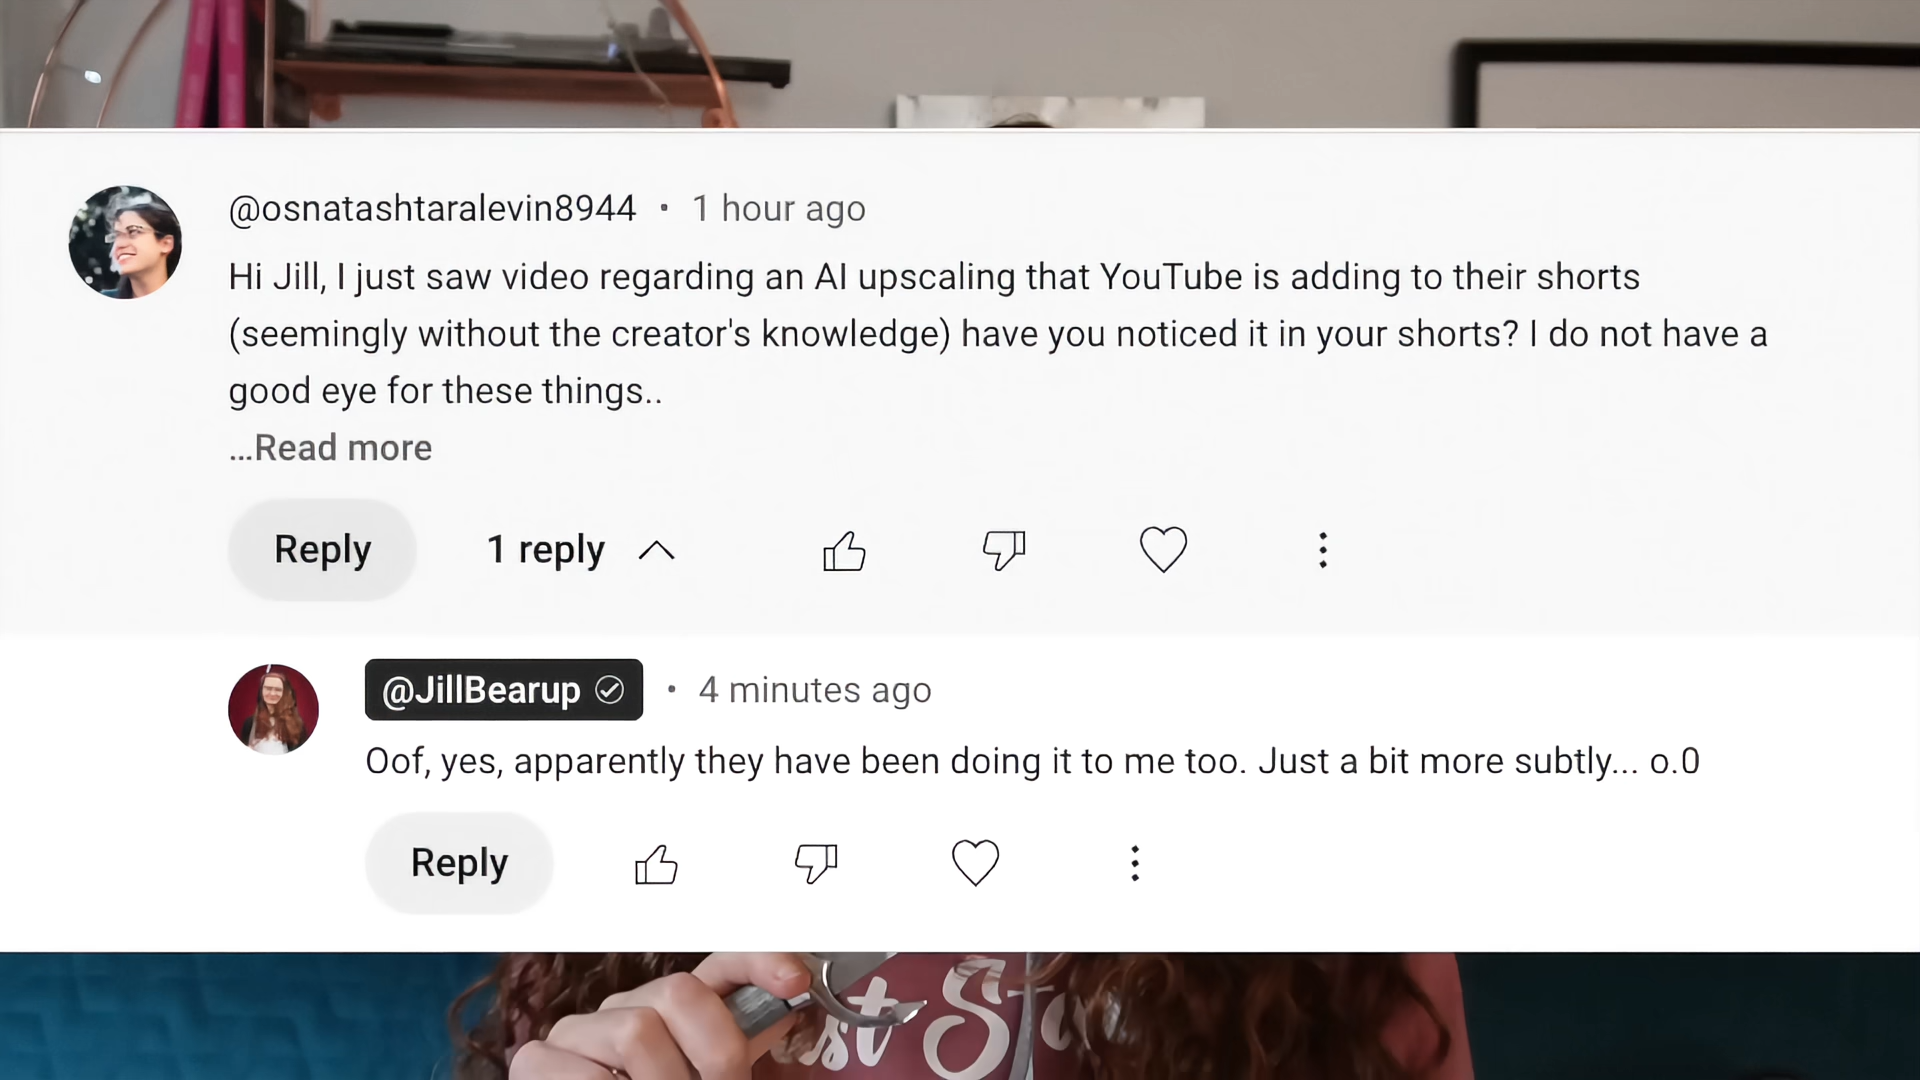 @osnatashtaralevin8944 • 1 hour ago
Hi Jill, I just saw video regarding an AI upscaling that YouTube is adding to their shorts
(seemingly without the creator's knowledge) have you noticed it in your shorts? I do not have a
good eye for these things..
...Read more
Reply 1 reply
@JillBearup • 4 minutes ago
Oof, yes, apparently they have been doing it to me too. Just a bit more subtly... o.0
Reply